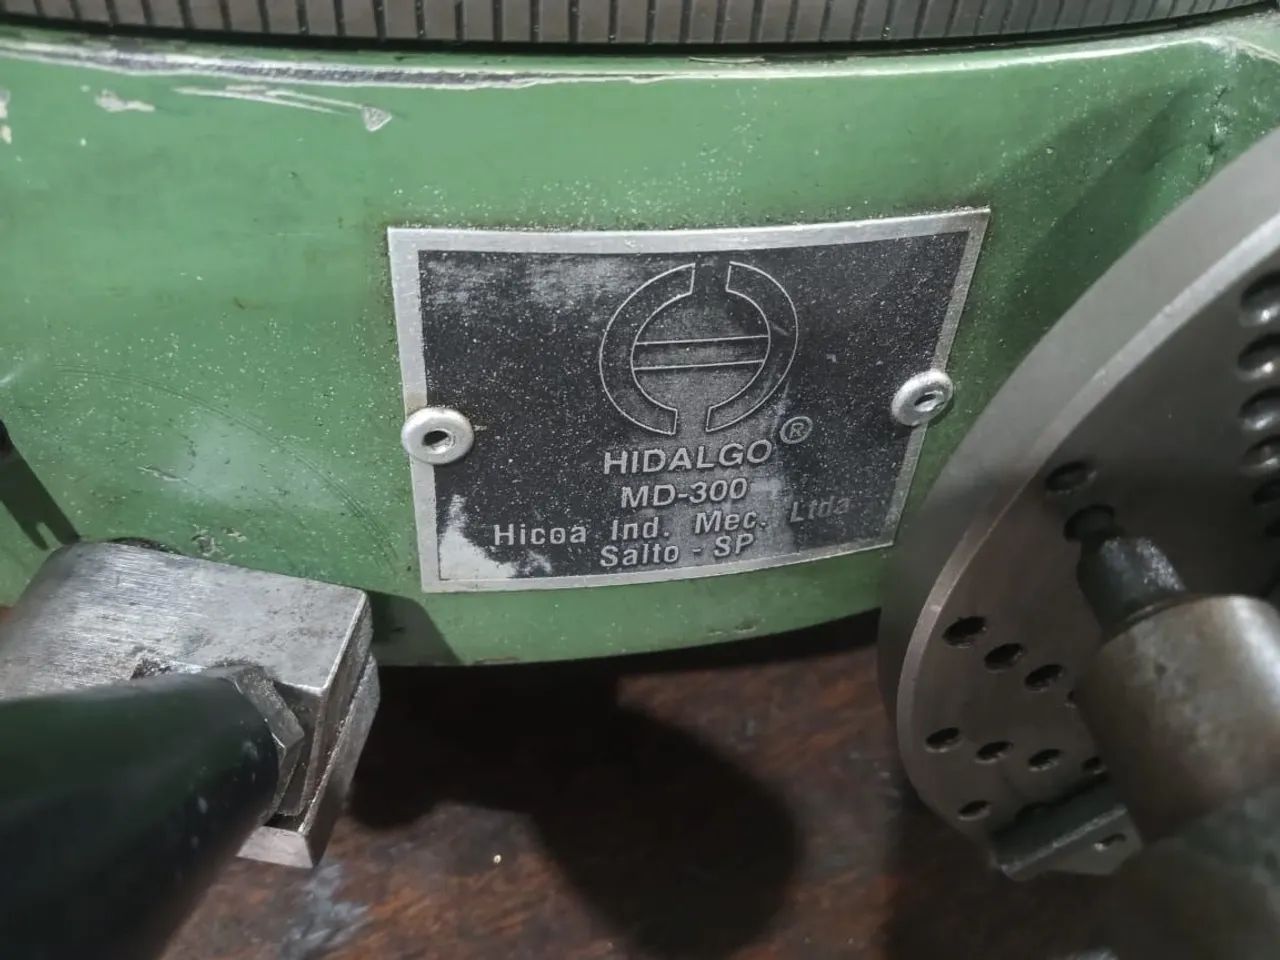 HIDALGO ®
MD-300
Hicoa Ind. Mec. Ltda
Salto - SP